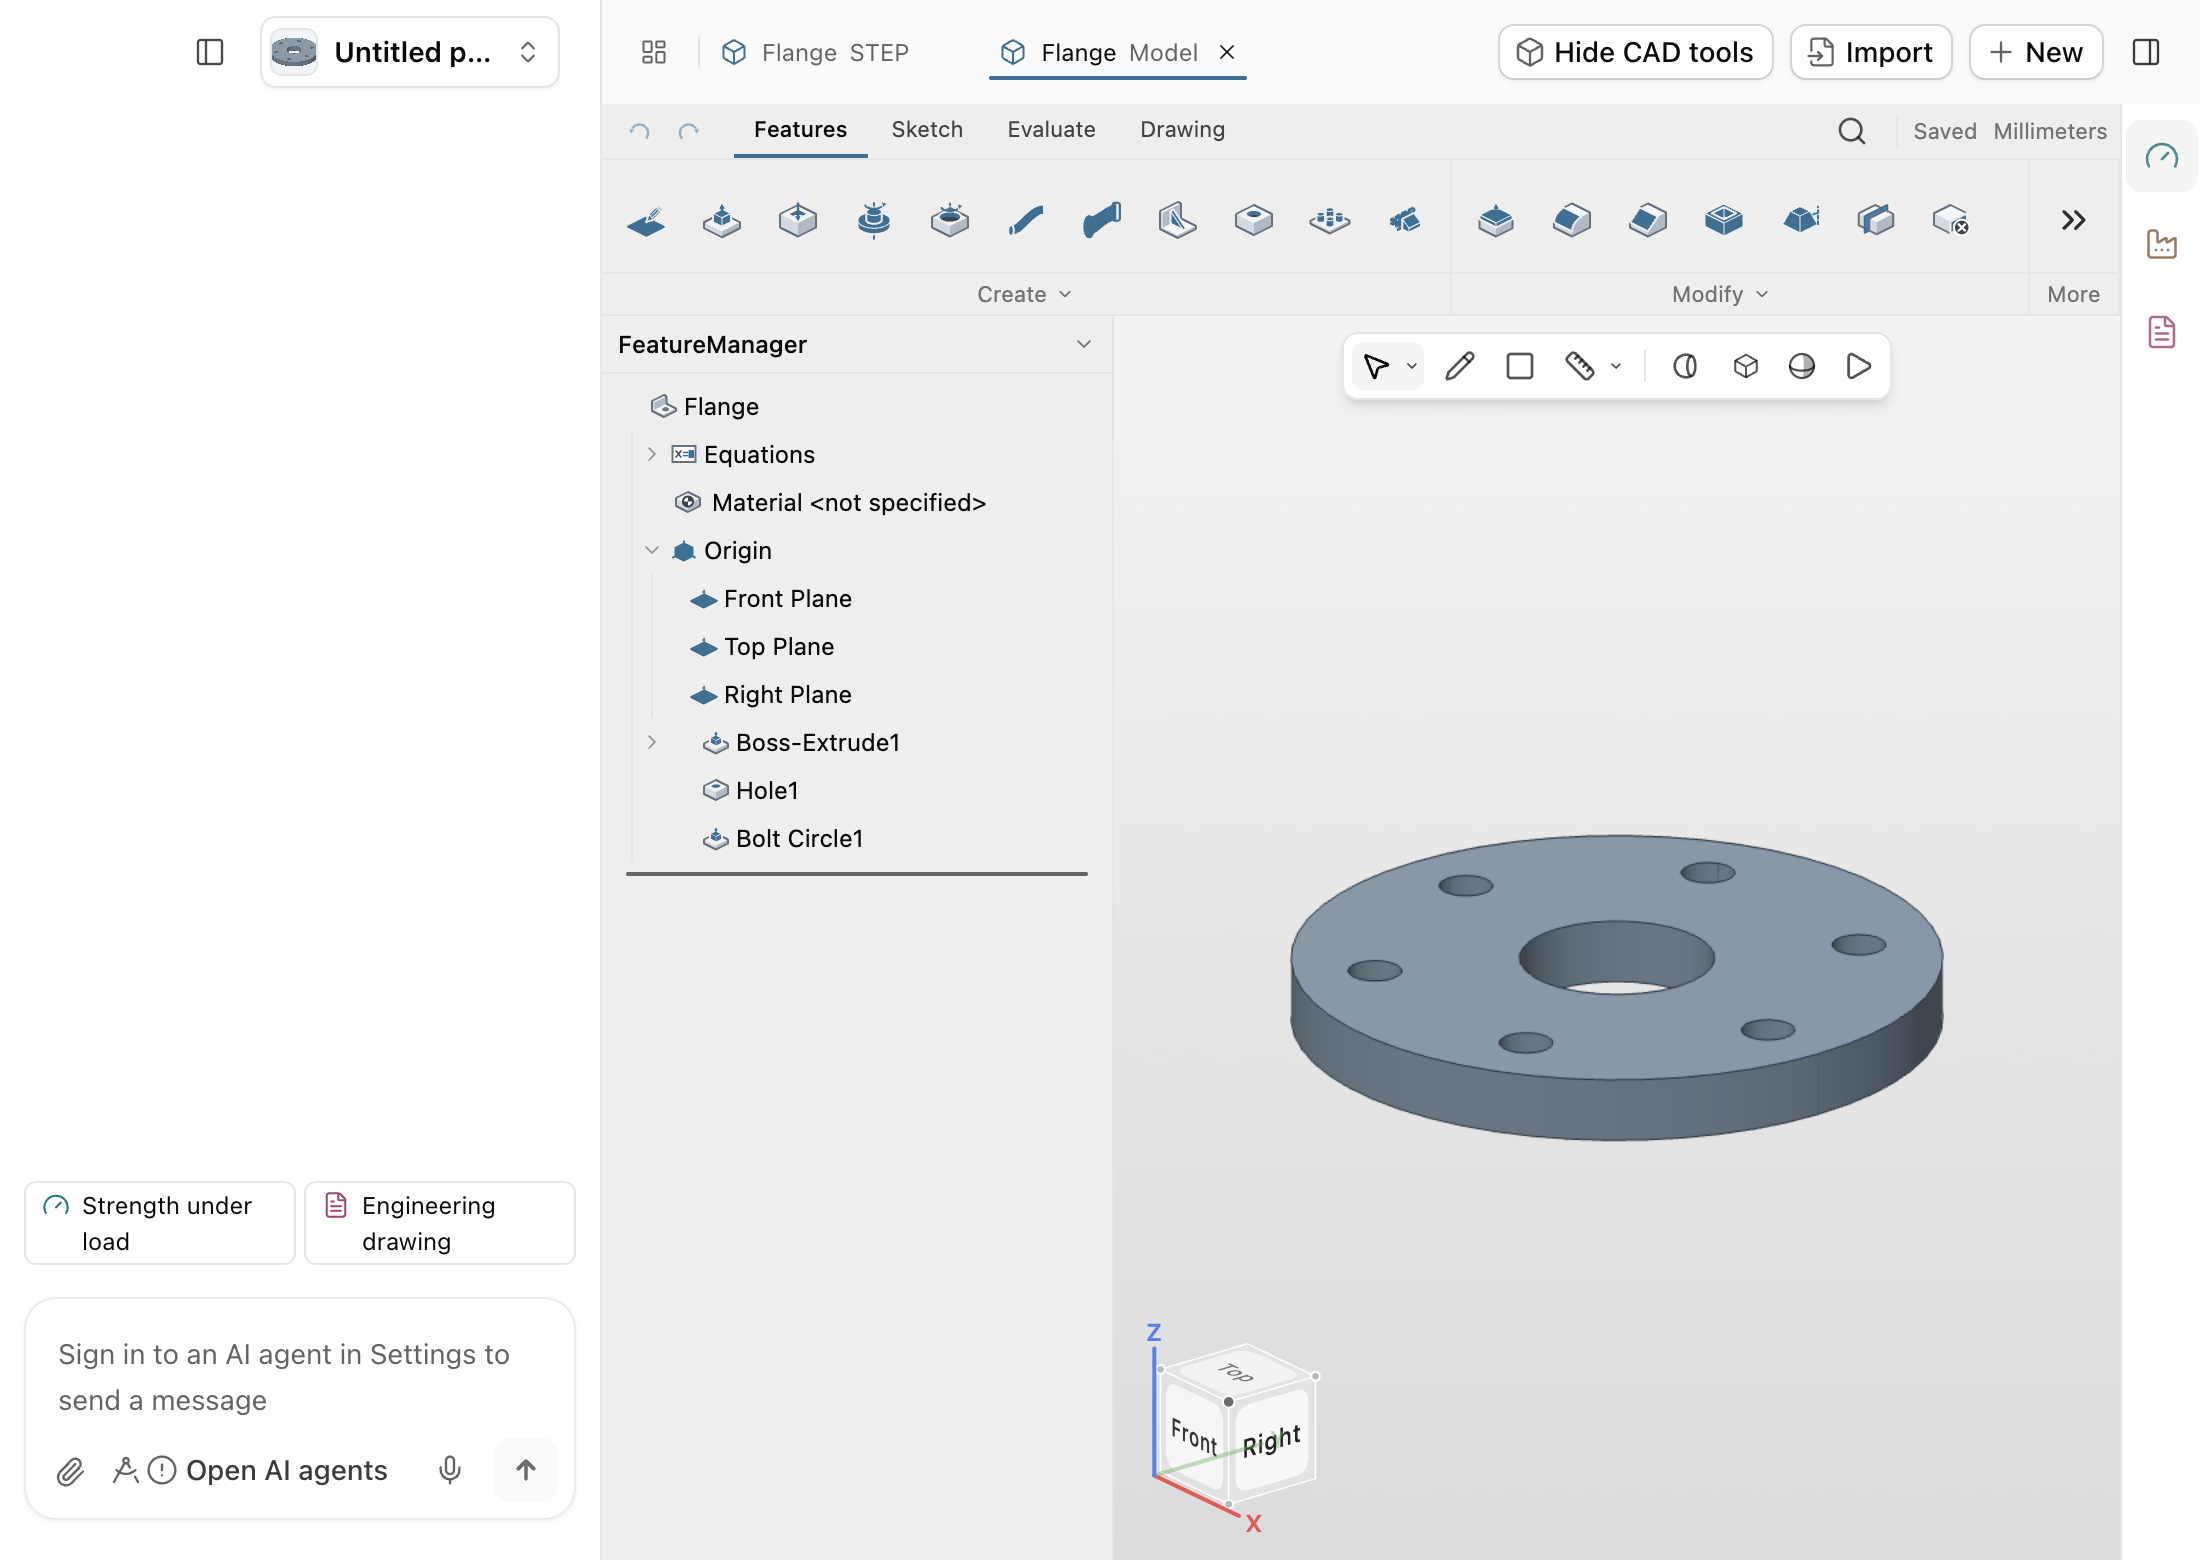 Untitled p...
Flange STEP
Flange Model
Hide CAD tools
Import
New
Features
Sketch
Evaluate
Drawing
Saved
Millimeters
Create
Modify
More
FeatureManager
Flange
Equations
Material <not specified>
Origin
Front Plane
Top Plane
Right Plane
Boss-Extrude1
Hole1
Bolt Circle1
Z
Top
Front
Right
X
Strength under
load
Engineering
drawing
Sign in to an AI agent in Settings to
send a message
Open AI agents